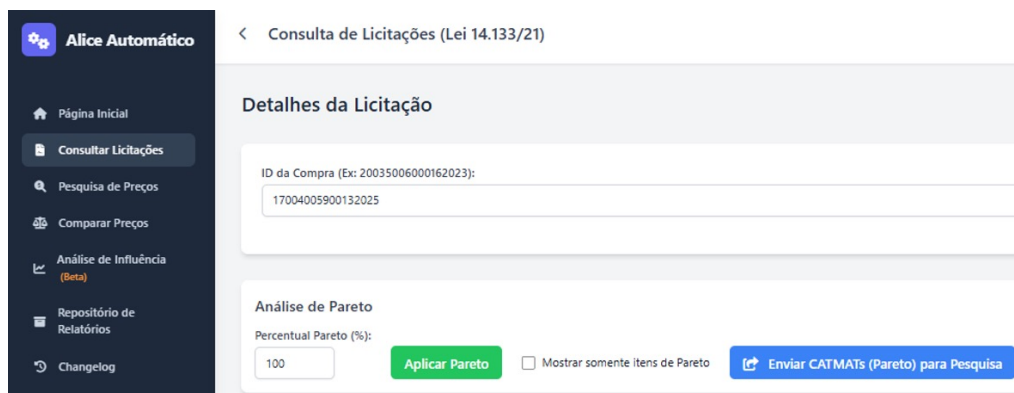 Alice Automático
Página Inicial
Consultar Licitações
Pesquisa de Preços
Comparar Preços
Análise de Influência
(Beta)
Repositório de
Relatórios
Changelog
Consulta de Licitações (Lei 14.133/21)
Detalhes da Licitação
ID da Compra (Ex: 20035006000162023):
17004005900132025
Análise de Pareto
Percentual Pareto (%):
100
Aplicar Pareto
Mostrar somente itens de Pareto
Enviar CATMATs (Pareto) para Pesquisa